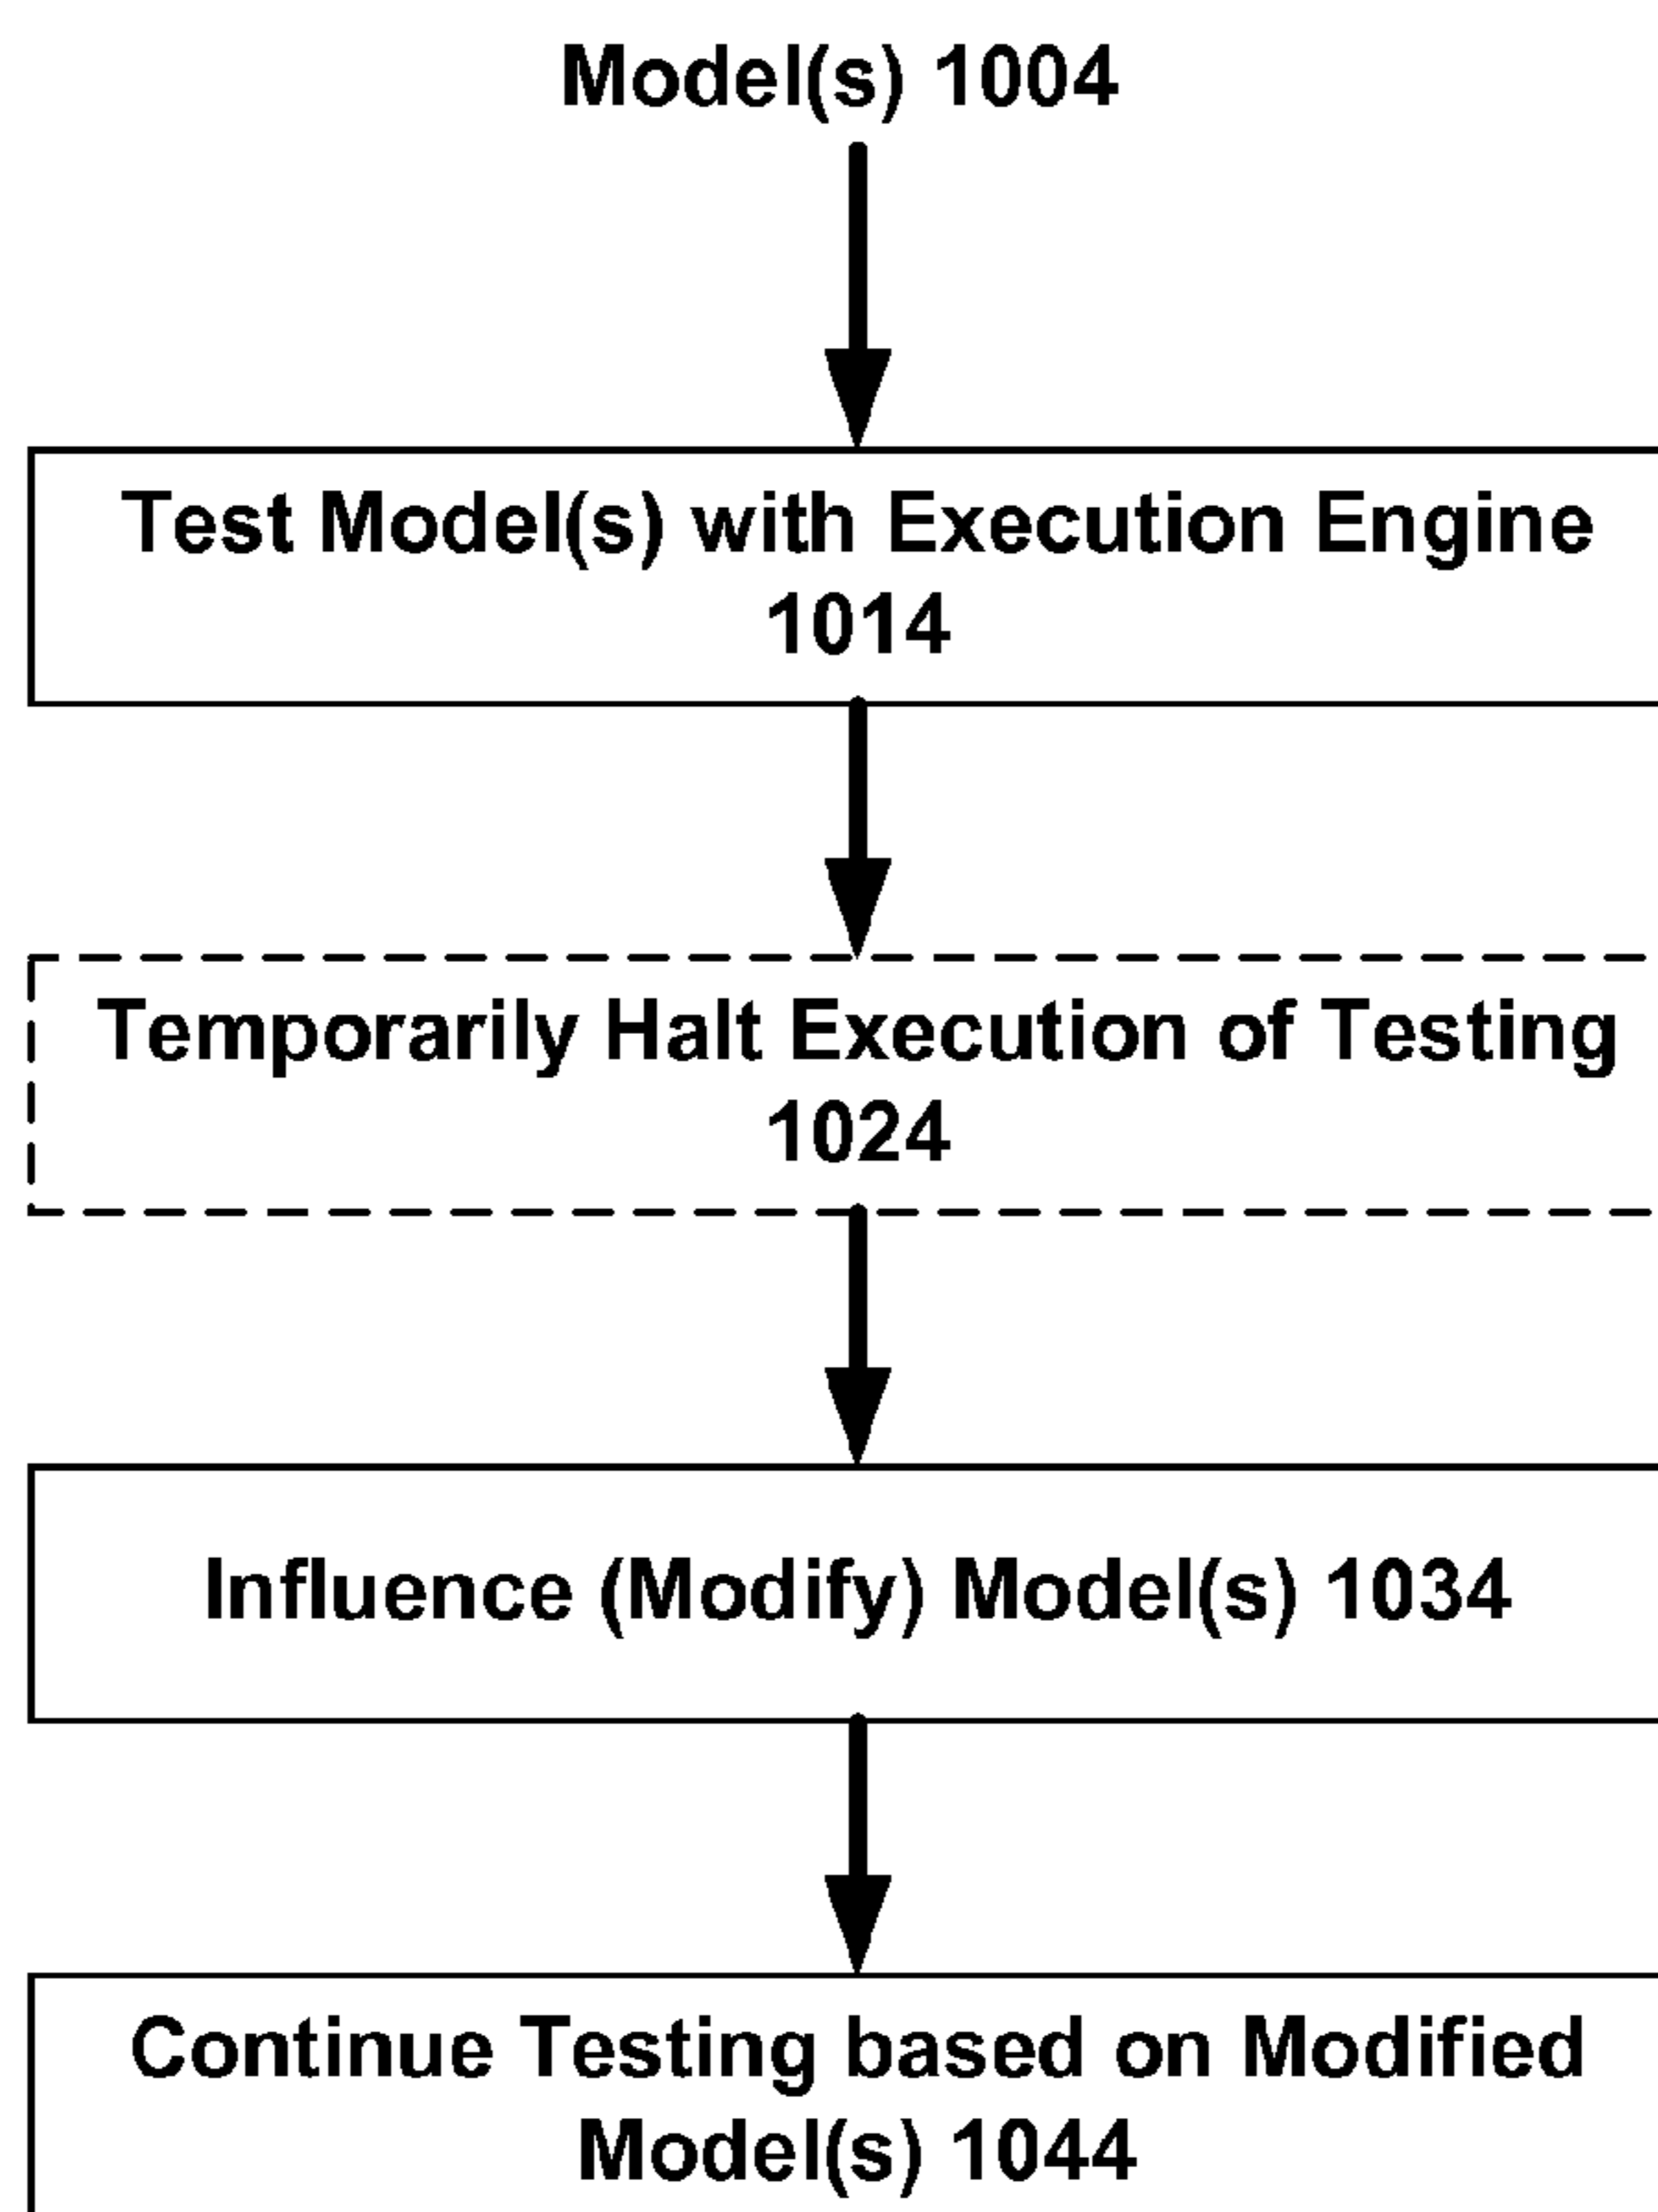 Model(s) 1004
Test Model(s) with Execution Engine
1014
Temporarily Halt Execution of Testing
1024
Influence (Modify) Model(s) 1034
Continue Testing based on Modified
Model(s) 1044